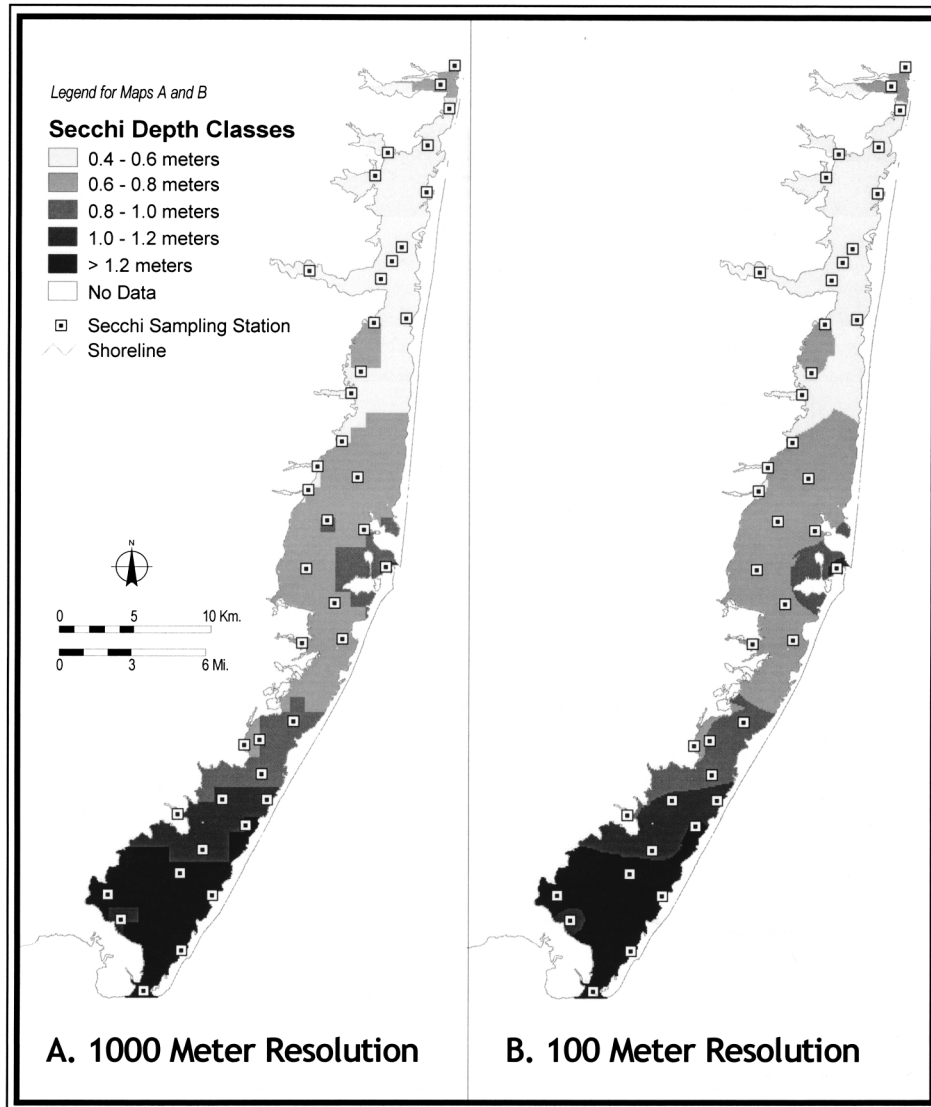 Legend for Maps A and B
Secchi Depth Classes
0.4 - 0.6 meters
0.6 - 0.8 meters
0.8 - 1.0 meters
1.0 - 1.2 meters
> 1.2 meters
No Data
Secchi Sampling Station
Shoreline
N
0 5 10 Km.
0 3 6 Mi.
A. 1000 Meter Resolution
B. 100 Meter Resolution